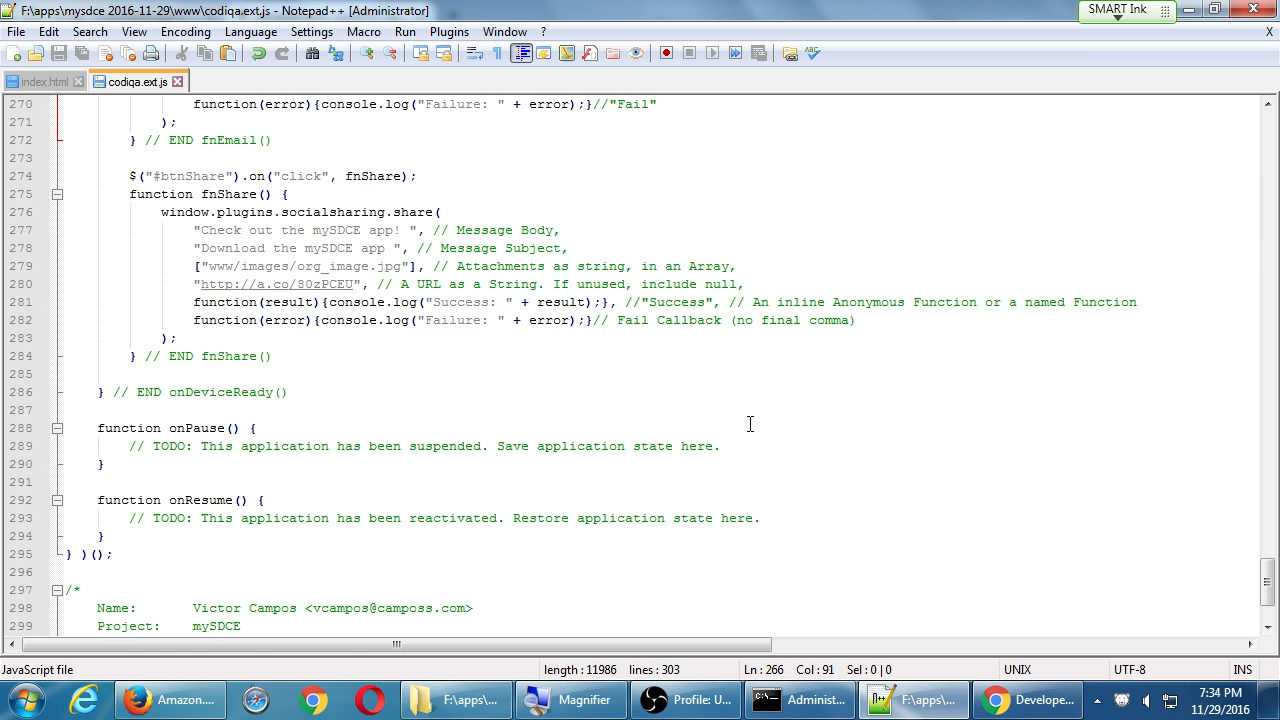 F:\apps\mysdce 2016-11-29\www\codiqa.ext.js - Notepad++ [Administrator]
SMART Ink
File Edit Search View Encoding Language Settings Macro Run Plugins Window ? X
index.html codiqa.ext.js
270 function(error){console.log("Failure: " + error);}//"Fail"
271 );
272 } // END fnEmail()
273
274 $("#btnShare").on("click", fnShare);
275 function fnShare() {
276 window.plugins.socialsharing.share(
277 "Check out the mySDCE app! ", // Message Body,
278 "Download the mySDCE app ", // Message Subject,
279 ["www/images/org_image.jpg"], // Attachments as string, in an Array,
280 "http://a.co/80zPCEU", // A URL as a String. If unused, include null,
281 function(result){console.log("Success: " + result);}, //"Success", // An inline Anonymous Function or a named Function
282 function(error){console.log("Failure: " + error);}// Fail Callback (no final comma)
283 );
284 } // END fnShare()
285
286 } // END onDeviceReady()
287
288 function onPause() {
289 // TODO: This application has been suspended. Save application state here.
290 }
291
292 function onResume() {
293 // TODO: This application has been reactivated. Restore application state here.
294 }
295 } )();
296
297 /*
298 Name: Victor Campos <vcampos@camposs.com>
299 Project: mySDCE
JavaScript file length : 11986 lines : 303 Ln : 266 Col : 91 Sel : 0 | 0 UNIX UTF-8 INS
Amazon.... F:\apps\... Magnifier Profile: U... Administ... F:\apps\... Develope... 7:34 PM
11/29/2016